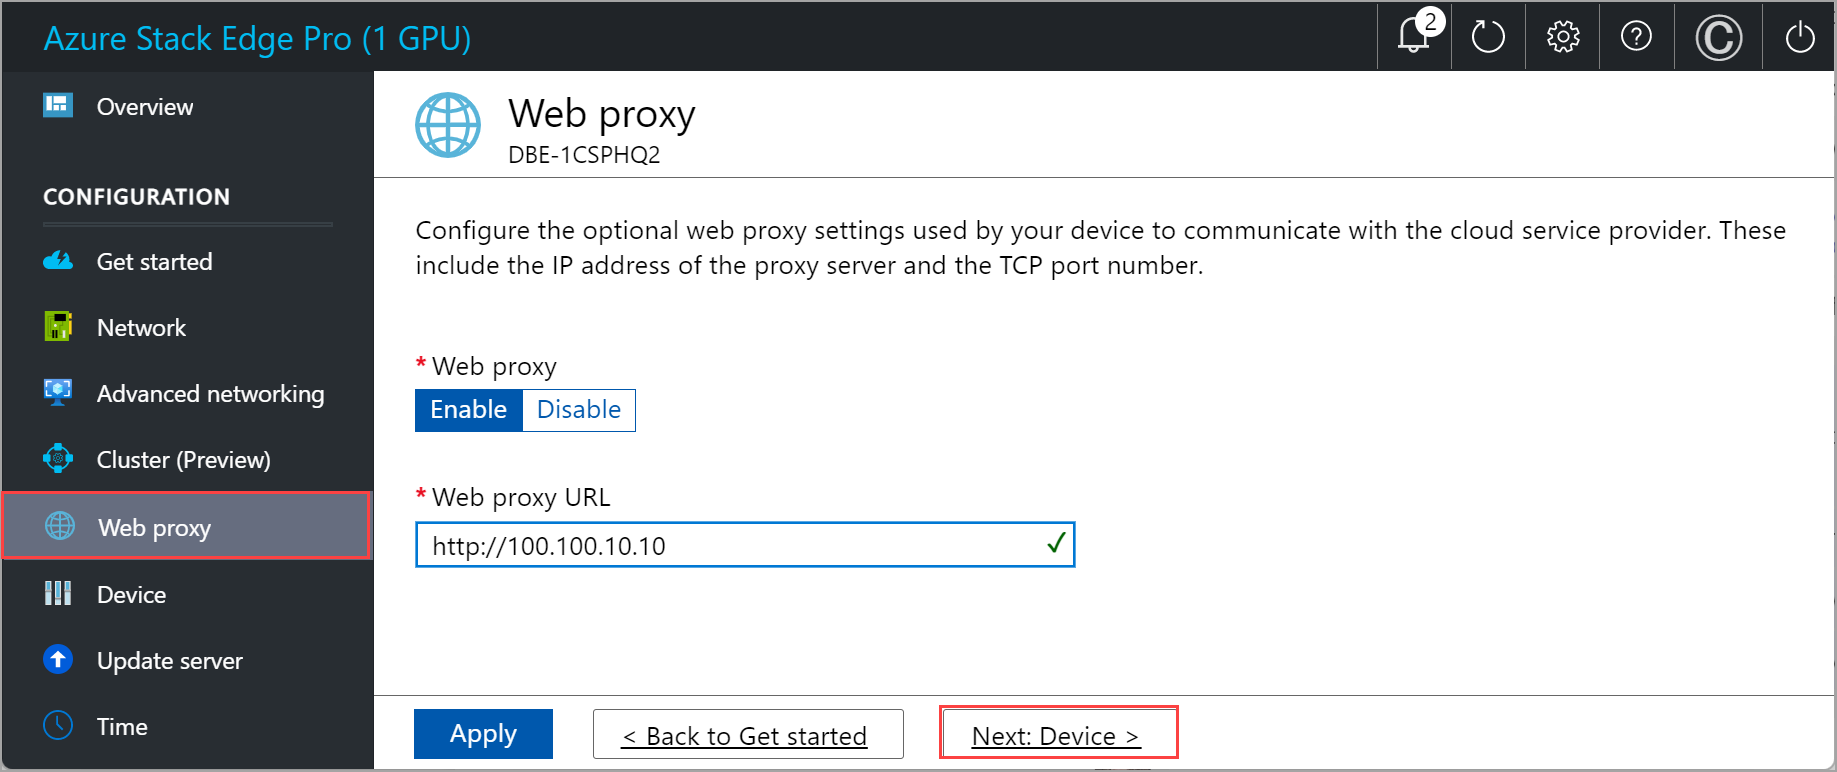 Azure Stack Edge Pro (1 GPU)
2
Overview
CONFIGURATION
Get started
Network
Advanced networking
Cluster (Preview)
Web proxy
Device
Update server
Time
Web proxy
DBE-1CSPHQ2
Configure the optional web proxy settings used by your device to communicate with the cloud service provider. These
include the IP address of the proxy server and the TCP port number.
* Web proxy
Enable Disable
* Web proxy URL
http://100.100.10.10
Apply < Back to Get started Next: Device >